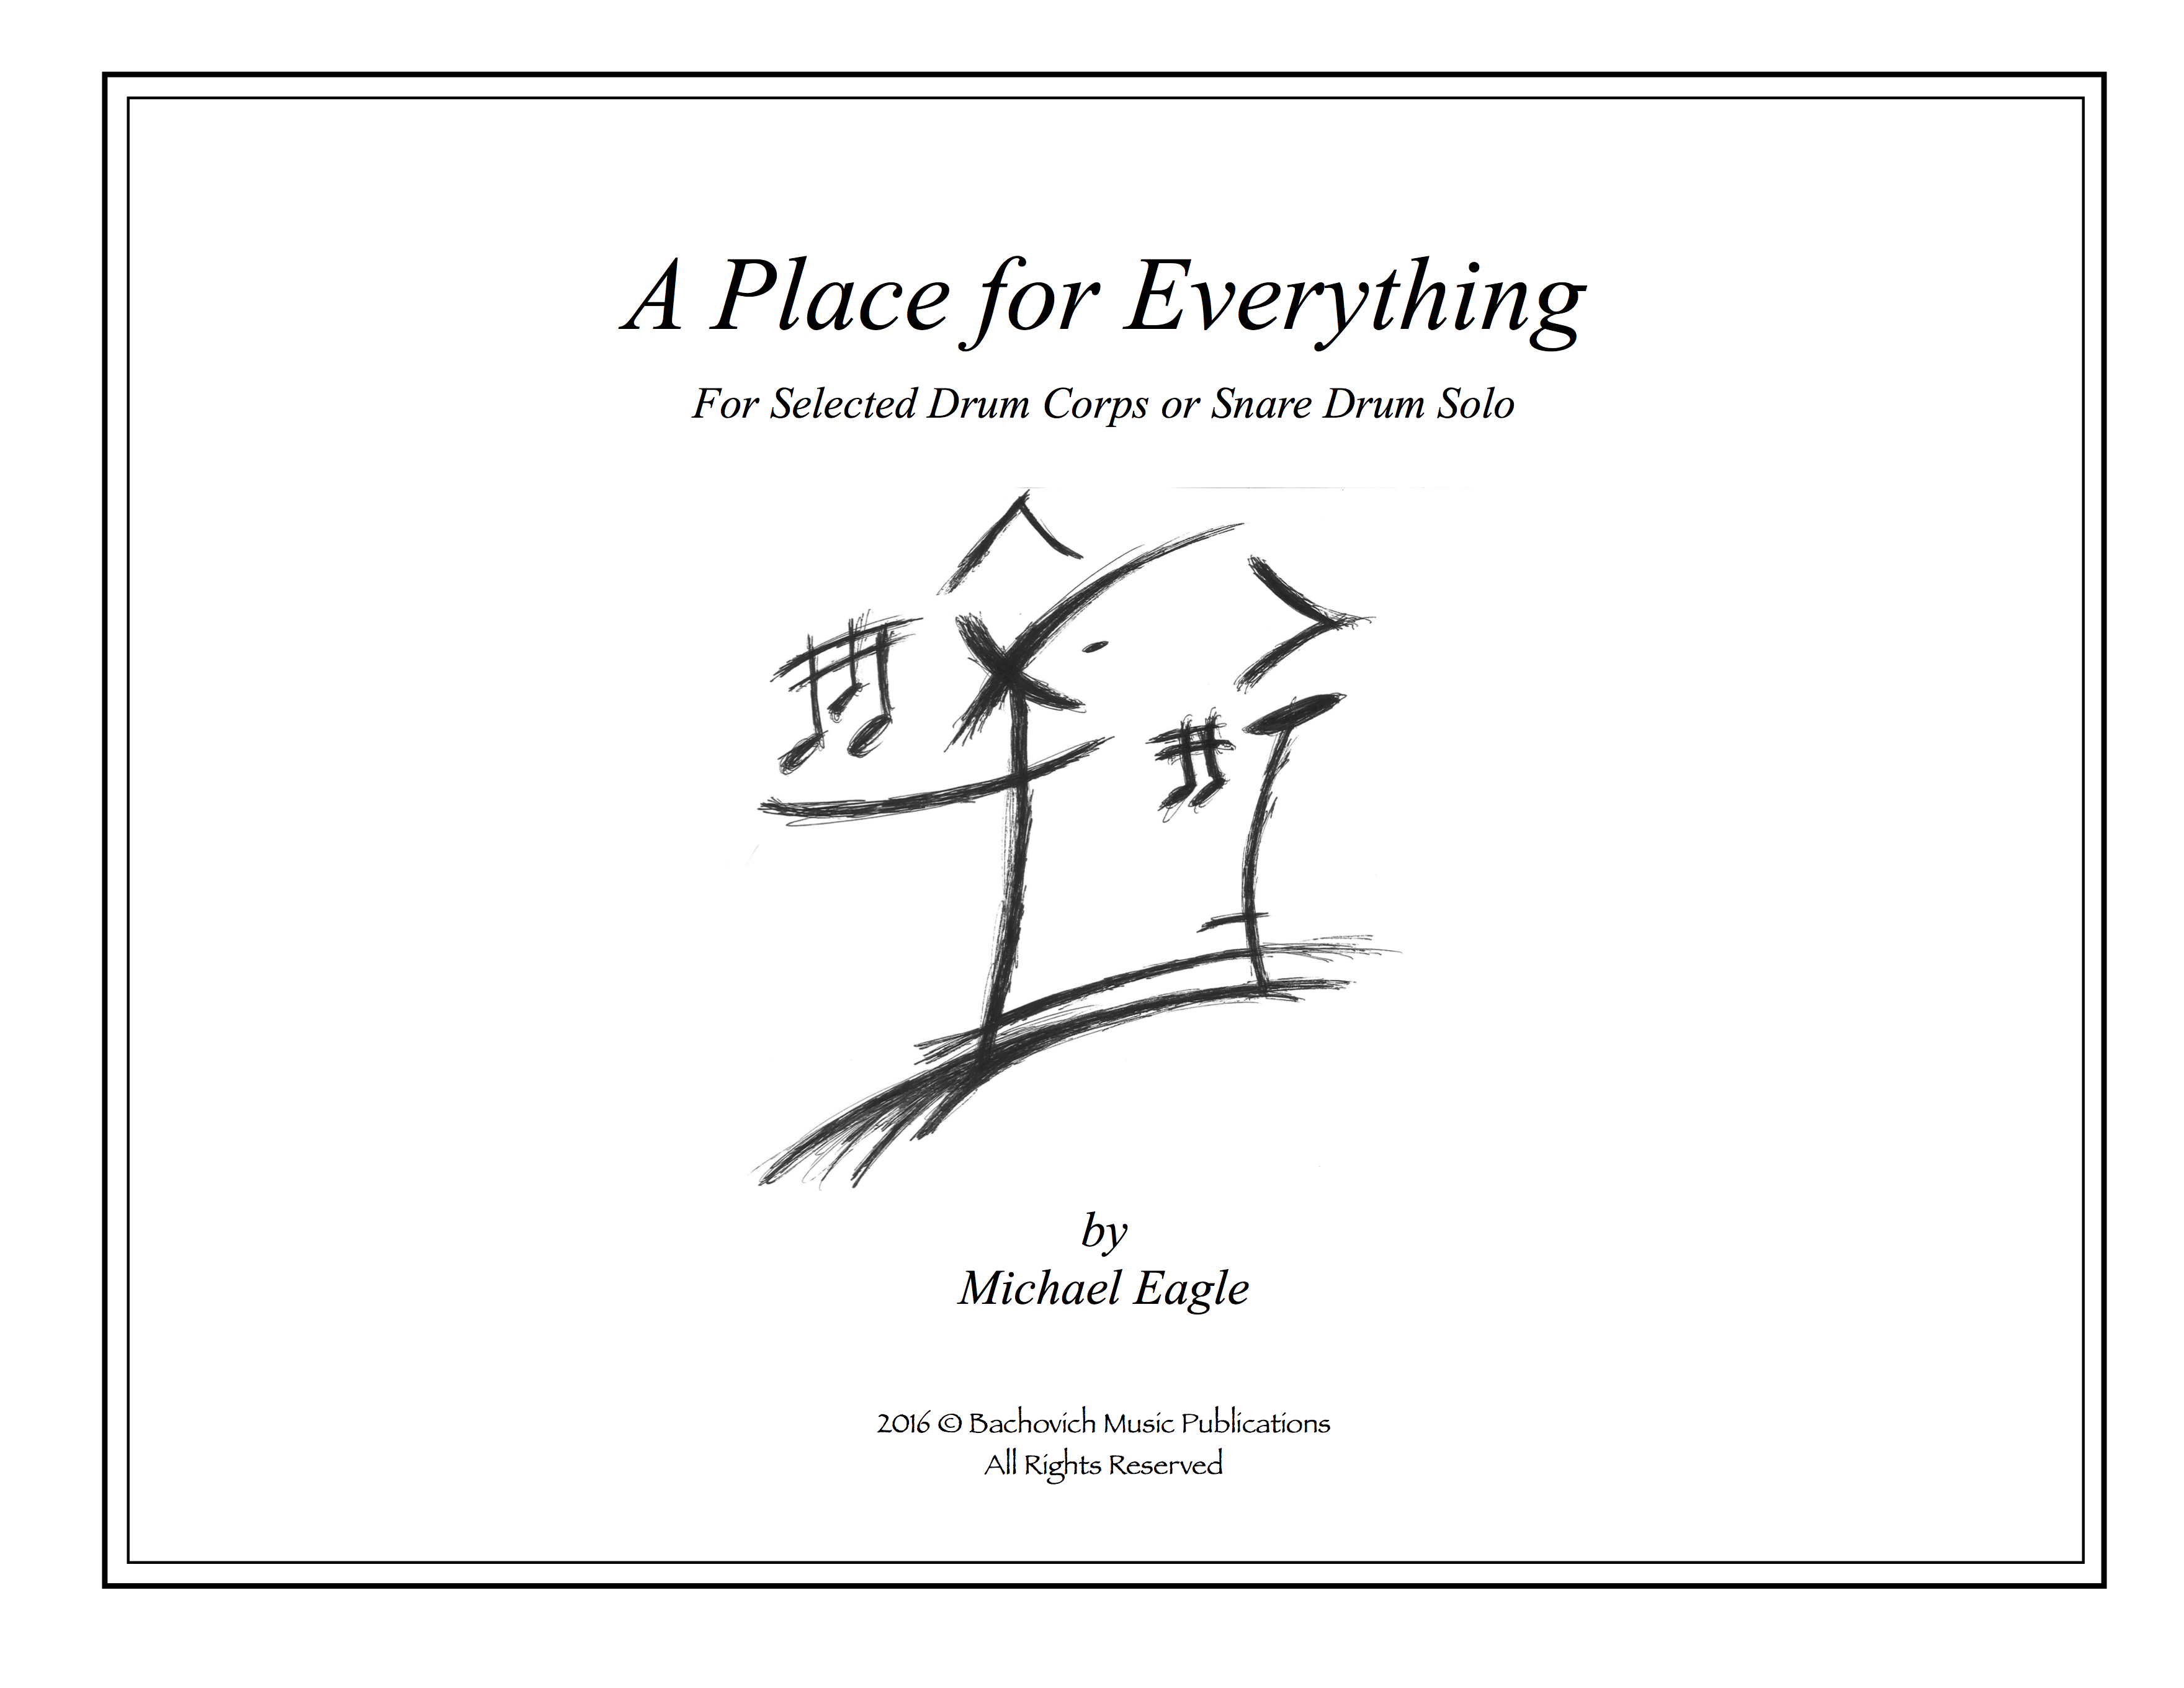 A Place for Everything
For Selected Drum Corps or Snare Drum Solo
by
Michael Eagle
2016 © Bachovich Music Publications
All Rights Reserved